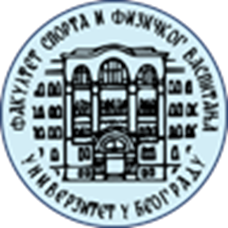 ФАКУЛТЕТ СПОРТА И ФИЗИЧКОГ ВАСПИТАЊА
УНИВЕРЗИТЕТ У БЕОГРАДУ